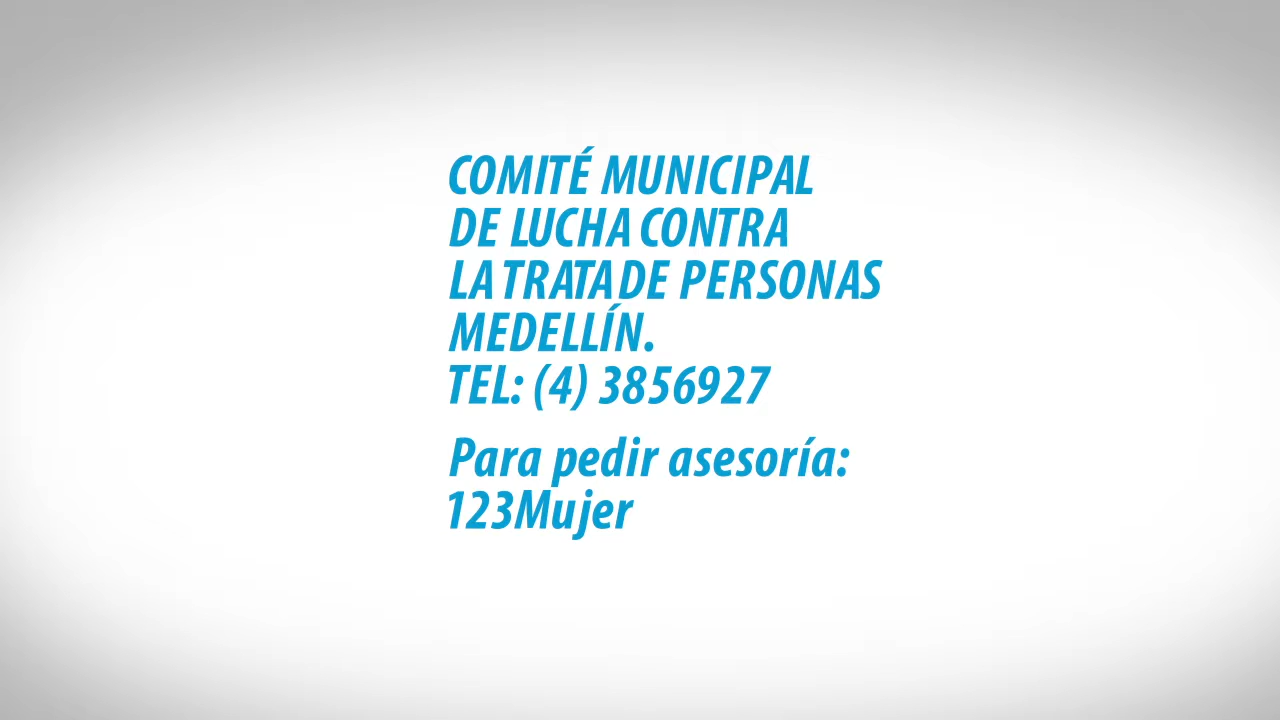 COMITÉ MUNICIPAL
DE LUCHA CONTRA
LA TRATA DE PERSONAS
MEDELLÍN.
TEL: (4) 3856927
Para pedir asesoría:
123Mujer